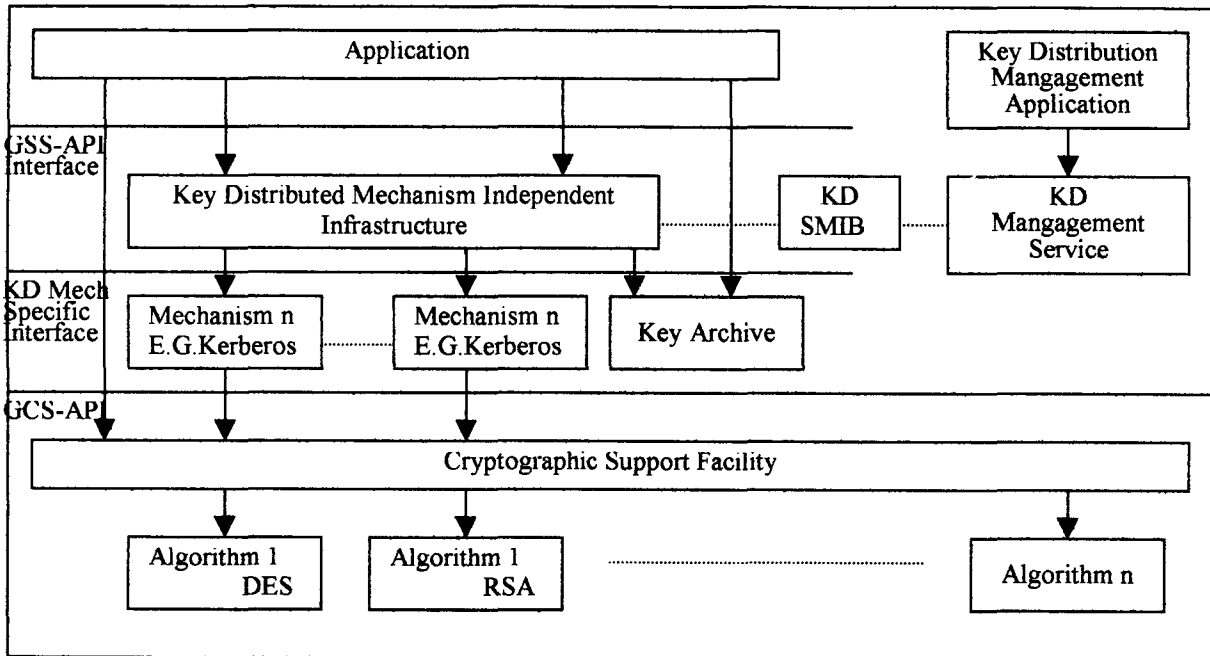 Application
Key Distribution
Mangagement
Application
GSS-API
Interface
Key Distributed Mechanism Independent
Infrastructure
KD
SMIB
KD
Mangagement
Service
KD Mech
Specific
Interface
Mechanism n
E.G.Kerberos
Mechanism n
E.G.Kerberos
Key Archive
GCS-API
Cryptographic Support Facility
Algorithm 1
DES
Algorithm 1
RSA
Algorithm n